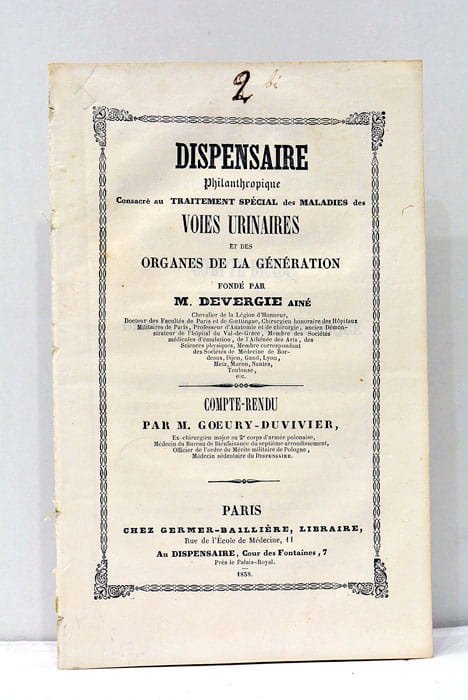 2 bi
DISPENSAIRE
Philanthropique
Consacré au TRAITEMENT SPÉCIAL des MALADIES des
VOIES URINAIRES
ET DES
ORGANES DE LA GÉNÉRATION
FONDÉ PAR
M. DEVERGIE AINÉ
Chevalier de la Légion d'Honneur,
Docteur des Facultés de Paris et de Gœttingue, Chirurgien honoraire des Hôpitaux
Militaires de Paris, Professeur d'Anatomie et de chirurgie, ancien Démon-
strateur de l'hôpital du Val-de-Grâce, Membre des Sociétés
médicales d'émulation, de l'Athénée des Arts, des
Sciences physiques, Membre correspondant
des Sociétés de Médecine de Bor-
deaux, Dijon, Gand, Lyon,
Metz, Macon, Nantes,
Toulouse,
etc.
COMPTE-RENDU
PAR M. GŒURY-DUVIVIER,
Ex-chirurgien major au 2e corps d'armée polonaise,
Médecin du Bureau de Bienfaisance du septième arrondissement,
Officier de l'ordre du Mérite militaire de Pologne,
Médecin sédentaire du DISPENSAIRE.
PARIS
CHEZ GERMER-BAILLIÈRE, LIBRAIRE,
Rue de l'École de Médecine, 11
Au DISPENSAIRE, Cour des Fontaines, 7
Près le Palais-Royal.
1838.